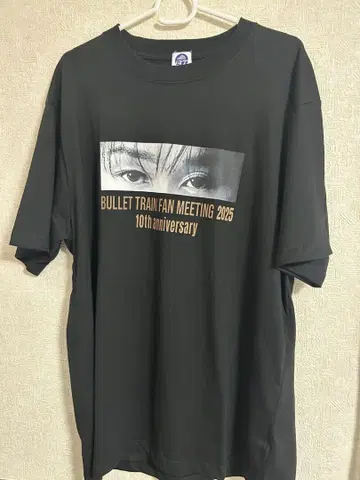 BULLET TRAIN FAN MEETING 2025
10th anniversary